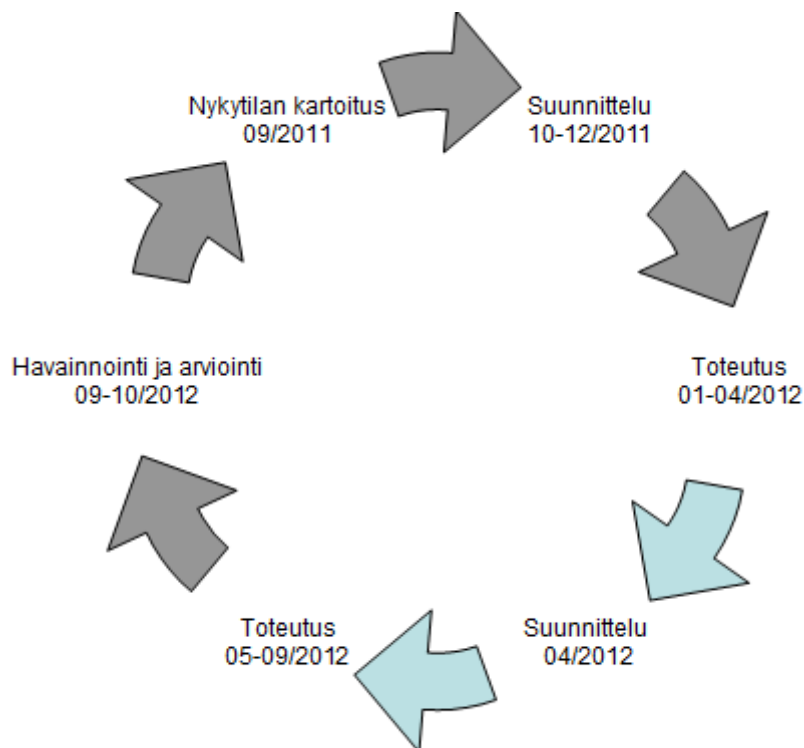 Nykytilan kartoitus
09/2011
Suunnittelu
10-12/2011
Toteutus
01-04/2012
Suunnittelu
04/2012
Toteutus
05-09/2012
Havainnointi ja arviointi
09-10/2012